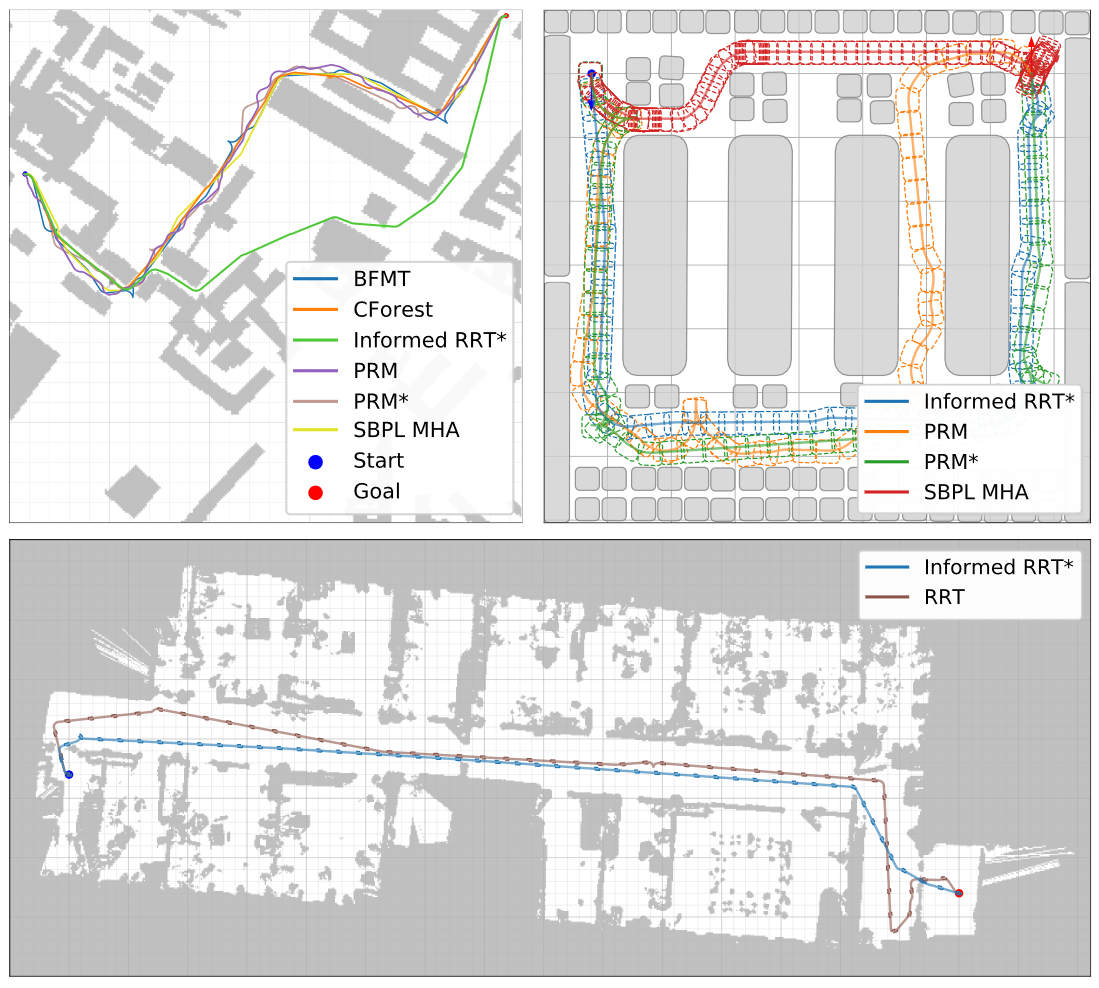 BFMT
CForest
Informed RRT*
PRM
PRM*
SBPL MHA
Start
Goal
Informed RRT*
PRM
PRM*
SBPL MHA
Informed RRT*
RRT